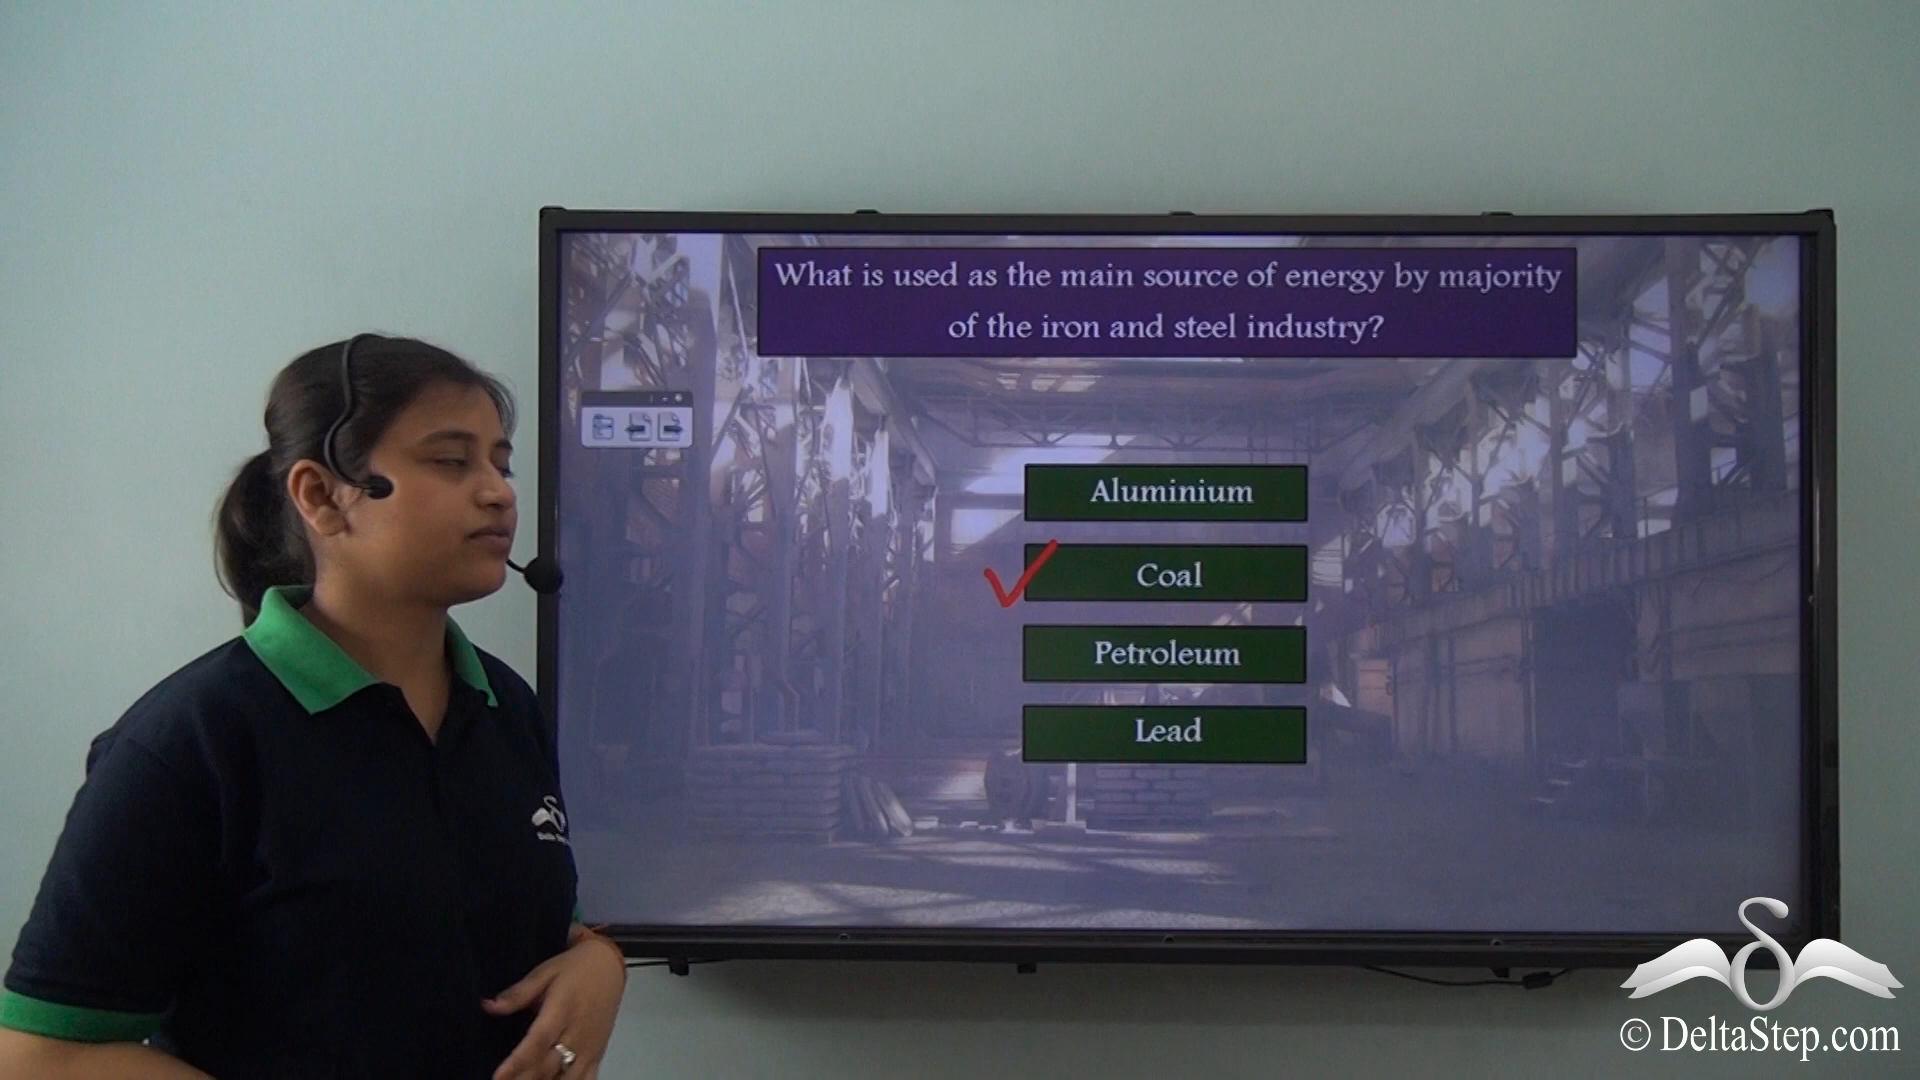 What is used as the main source of energy by majority
of the iron and steel industry?
Aluminium
Coal
Petroleum
Lead
© DeltaStep.com